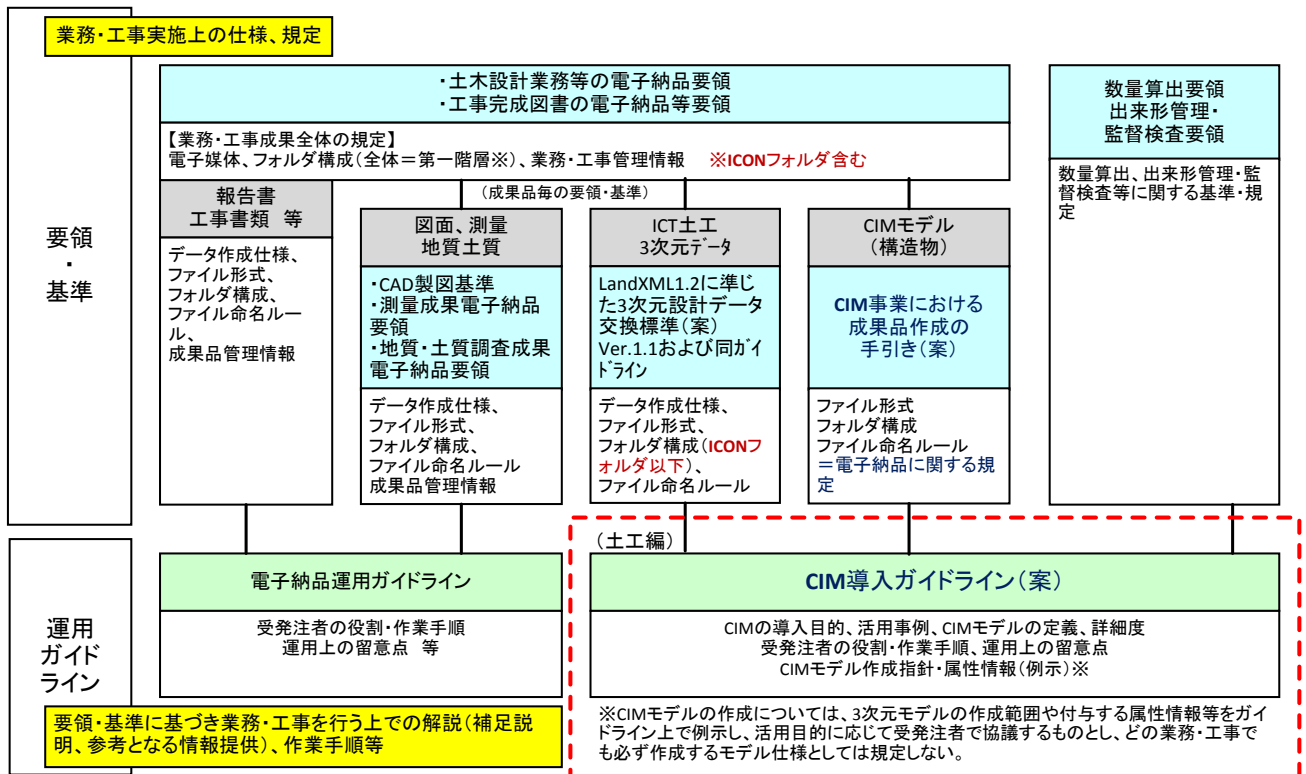 業務・工事実施上の仕様、規定
要領
・
基準
・土木設計業務等の電子納品要領
・工事完成図書の電子納品等要領
【業務・工事成果全体の規定】
電子媒体、フォルダ構成(全体=第一階層※)、業務・工事管理情報 ※ICONフォルダ含む
(成果品毎の要領・基準)
数量算出要領
出来形管理・
監督検査要領
数量算出、出来形管理・監
督検査等に関する基準・規
定
報告書
工事書類 等
データ作成仕様、
ファイル形式、
フォルダ構成、
ファイル命名ルー
ル、
成果品管理情報
図面、測量
地質土質
・CAD製図基準
・測量成果電子納品
要領
・地質・土質調査成果
電子納品要領
データ作成仕様、
ファイル形式、
フォルダ構成、
ファイル命名ルール
成果品管理情報
ICT土工
3次元データ
LandXML1.2に準じ
た3次元設計データ
交換標準(案)
Ver.1.1および同ガイ
ドライン
データ作成仕様、
ファイル形式、
フォルダ構成(ICONフ
ォルダ以下)、
ファイル命名ルール
CIMモデル
(構造物)
CIM事業における
成果品作成の
手引き(案)
ファイル形式
フォルダ構成
ファイル命名ルール
=電子納品に関する規
定
運用
ガイド
ライン
電子納品運用ガイドライン
受発注者の役割・作業手順
運用上の留意点 等
要領・基準に基づき業務・工事を行う上での解説(補足説
明、参考となる情報提供)、作業手順等
(土工編)
CIM導入ガイドライン(案)
CIMの導入目的、活用事例、CIMモデルの定義、詳細度
受発注者の役割・作業手順、運用上の留意点
CIMモデル作成指針・属性情報(例示)※
※CIMモデルの作成については、3次元モデルの作成範囲や付与する属性情報等をガイ
ドライン上で例示し、活用目的に応じて受発注者で協議するものとし、どの業務・工事で
も必ず作成するモデル仕様としては規定しない。